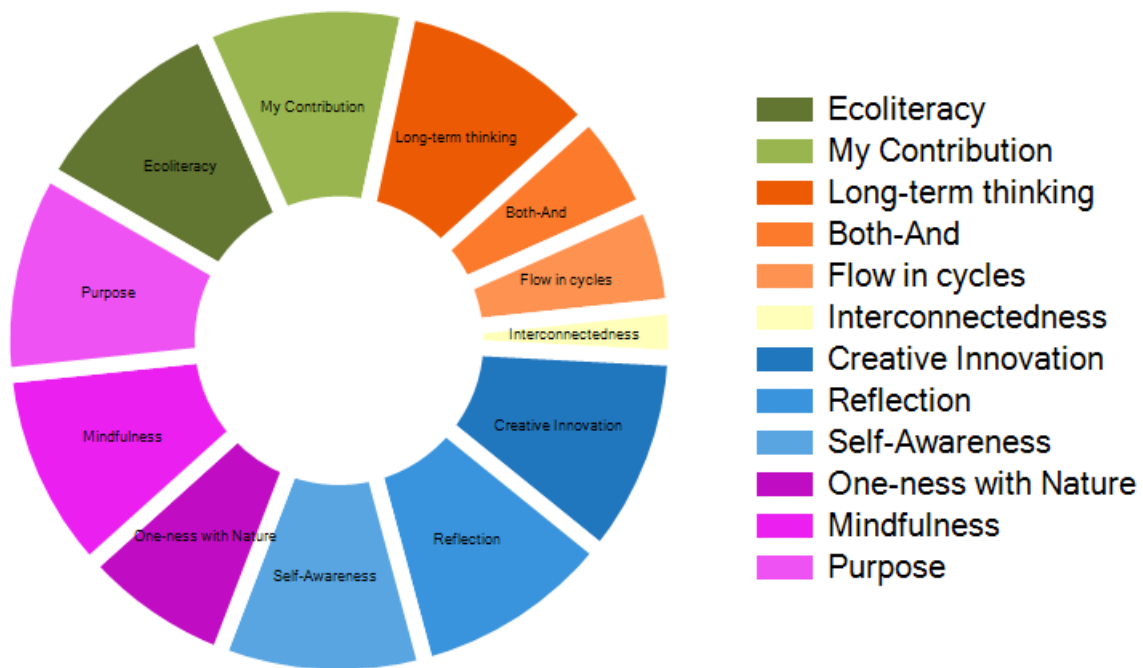 My Contribution
Long-term thinking
Ecoliteracy
Both-And
Flow in cycles
Purpose
Interconnectedness
Creative Innovation
Mindfulness
One-ness with Nature
Reflection
Self-Awareness
Ecoliteracy
My Contribution
Long-term thinking
Both-And
Flow in cycles
Interconnectedness
Creative Innovation
Reflection
Self-Awareness
One-ness with Nature
Mindfulness
Purpose